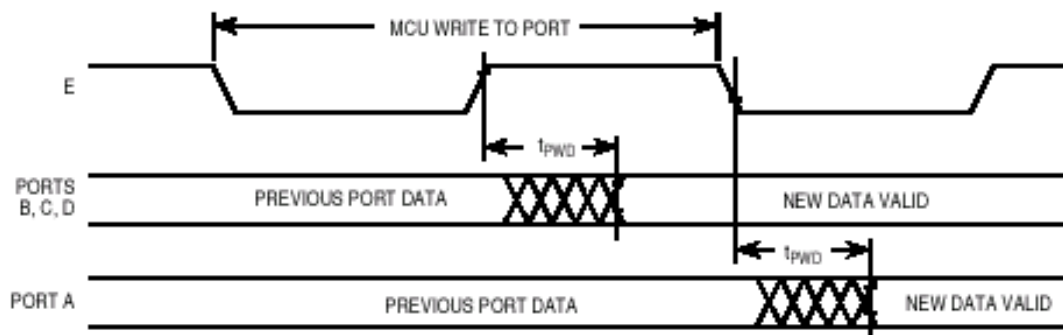 MCU WRITE TO PORT
E
tPWD
PORTS
B, C, D
PREVIOUS PORT DATA
NEW DATA VALID
tPWD
PORT A
PREVIOUS PORT DATA
NEW DATA VALID